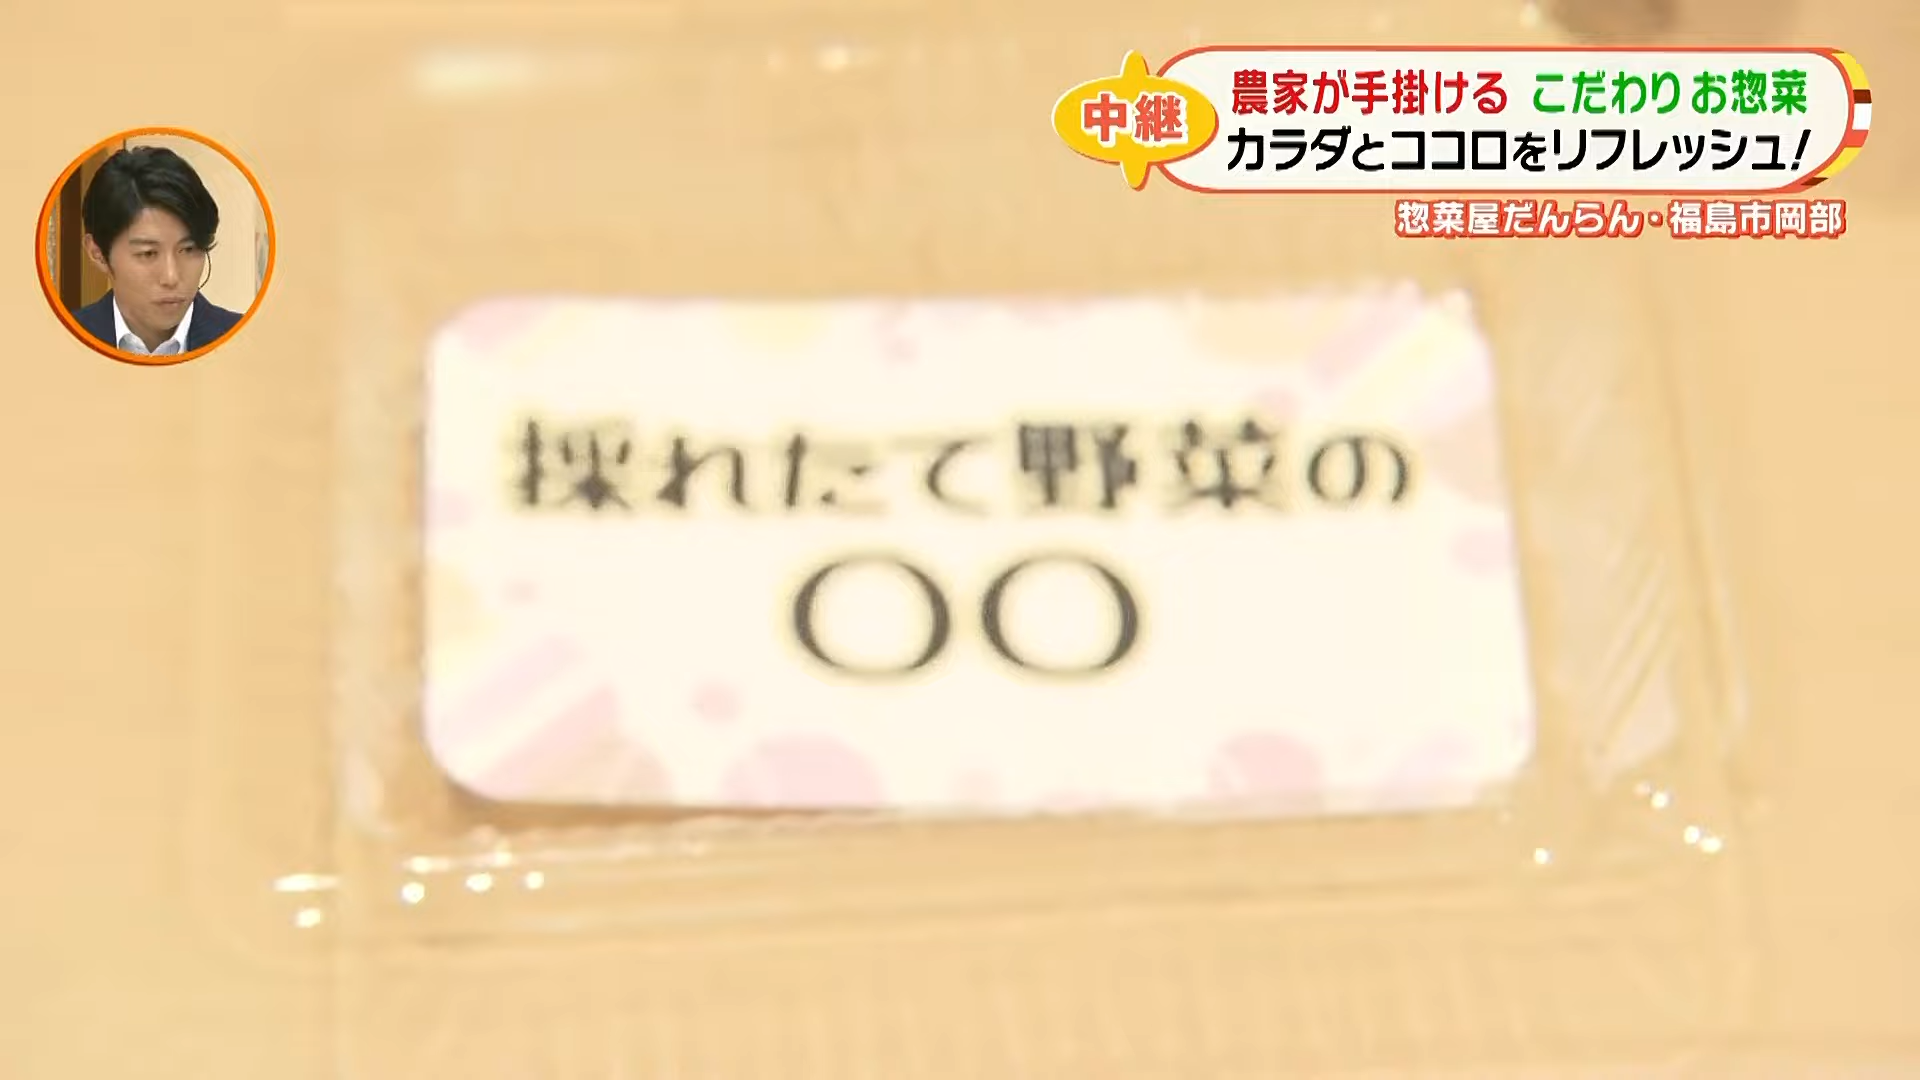 中継
農家が手掛ける こだわりお惣菜
カラダとココロをリフレッシュ!
惣菜屋だんらん・福島市岡部
採れたて野菜の
〇〇